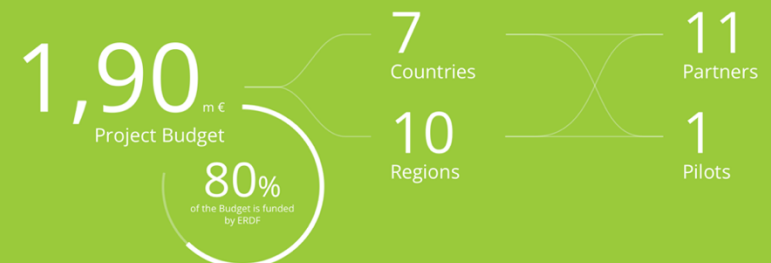 1,90 m €
Project Budget
80%
of the Budget is funded
by ERDF
7
Countries
10
Regions
11
Partners
1
Pilots